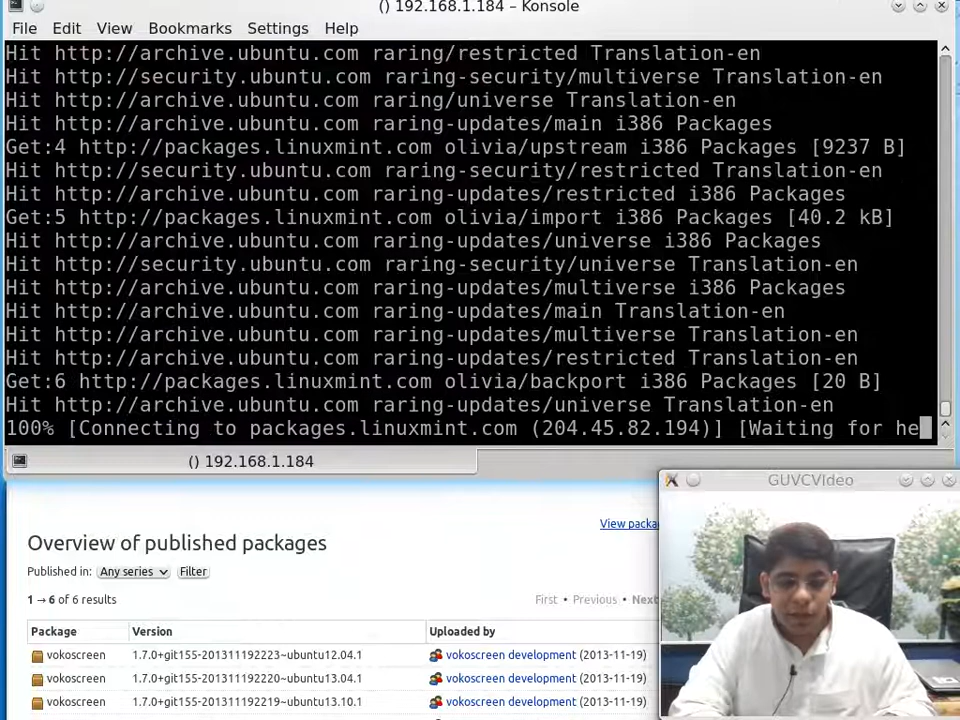 () 192.168.1.184 – Konsole
File Edit View Bookmarks Settings Help
Hit http://archive.ubuntu.com raring/restricted Translation-en
Hit http://security.ubuntu.com raring-security/multiverse Translation-en
Hit http://archive.ubuntu.com raring/universe Translation-en
Hit http://archive.ubuntu.com raring-updates/main i386 Packages
Get:4 http://packages.linuxmint.com olivia/upstream i386 Packages [9237 B]
Hit http://security.ubuntu.com raring-security/restricted Translation-en
Hit http://archive.ubuntu.com raring-updates/restricted i386 Packages
Get:5 http://packages.linuxmint.com olivia/import i386 Packages [40.2 kB]
Hit http://archive.ubuntu.com raring-updates/universe i386 Packages
Hit http://security.ubuntu.com raring-security/universe Translation-en
Hit http://archive.ubuntu.com raring-updates/multiverse i386 Packages
Hit http://archive.ubuntu.com raring-updates/main Translation-en
Hit http://archive.ubuntu.com raring-updates/multiverse Translation-en
Hit http://archive.ubuntu.com raring-updates/restricted Translation-en
Get:6 http://packages.linuxmint.com olivia/backport i386 Packages [20 B]
Hit http://archive.ubuntu.com raring-updates/universe Translation-en
100% [Connecting to packages.linuxmint.com (204.45.82.194)] [Waiting for he
() 192.168.1.184
GUVCVideo
View packa
Overview of published packages
Published in: Any series Filter
1 → 6 of 6 results First • Previous • Next
Package Version Uploaded by
vokoscreen 1.7.0+git155-201311192223~ubuntu12.04.1 vokoscreen development (2013-11-19)
vokoscreen 1.7.0+git155-201311192220~ubuntu13.04.1 vokoscreen development (2013-11-19)
vokoscreen 1.7.0+git155-201311192219~ubuntu13.10.1 vokoscreen development (2013-11-19)